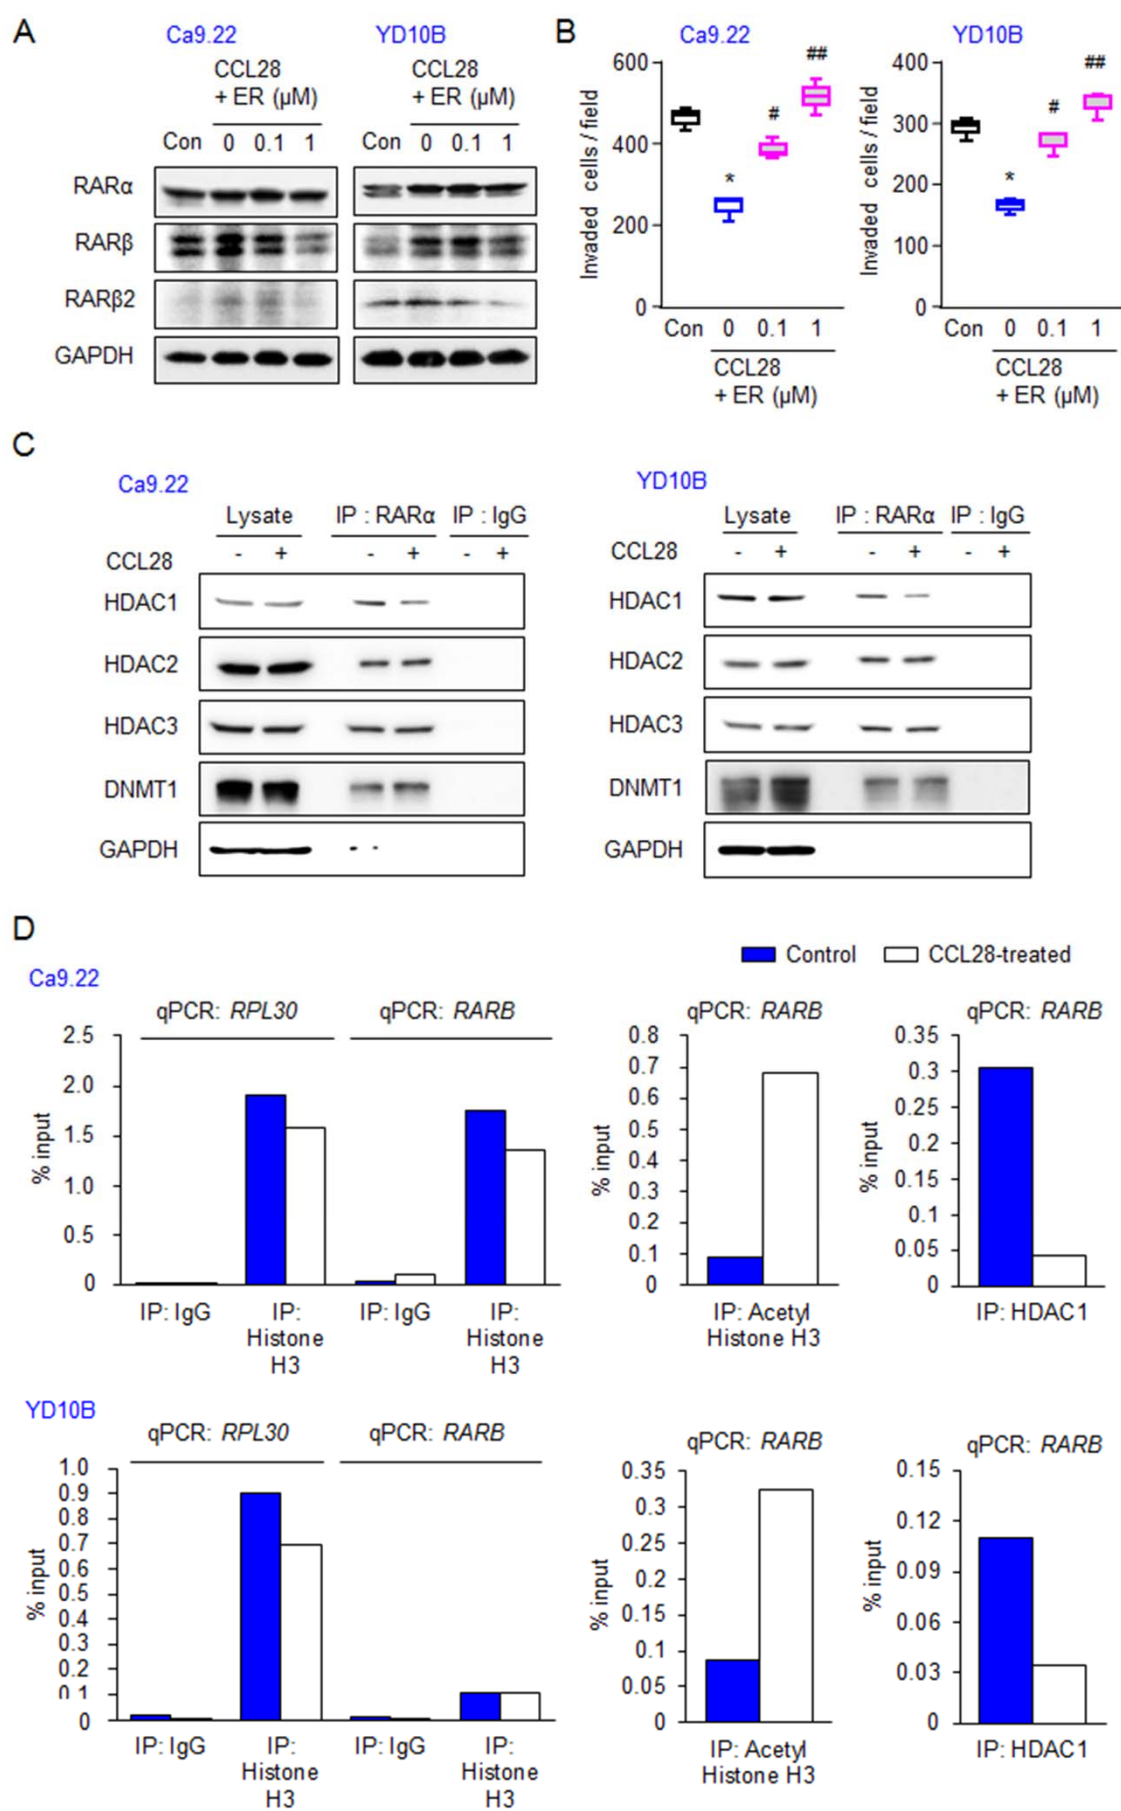 A
Ca9.22
YD10B
CCL28
+ ER (µM)
CCL28
+ ER (µM)
Con 0 0.1 1
Con 0 0.1 1
RARα
RARβ
RARβ2
GAPDH
B
Ca9.22
YD10B
Invaded cells / field
600
400
200
0
*
#
##
Con 0 0.1 1
CCL28
+ ER (µM)
Invaded cells / field
400
300
200
100
0
*
#
##
Con 0 0.1 1
CCL28
+ ER (µM)
C
Ca9.22
Lysate IP : RARα IP : IgG
CCL28 - + - + - +
HDAC1
HDAC2
HDAC3
DNMT1
GAPDH
YD10B
Lysate IP : RARα IP : IgG
CCL28 - + - + - +
HDAC1
HDAC2
HDAC3
DNMT1
GAPDH
D
Control CCL28-treated
Ca9.22
qPCR: RPL30 qPCR: RARB
% input
2.5
2.0
1.5
1.0
0.5
0
IP: IgG
IP:
Histone
H3
IP: IgG
IP:
Histone
H3
qPCR: RARB
% input
0.8
0.7
0.6
0.5
0.4
0.3
0.2
0.1
0
IP: Acetyl
Histone H3
qPCR: RARB
% input
0.35
0.3
0.25
0.2
0.15
0.1
0.05
0
IP: HDAC1
YD10B
qPCR: RPL30 qPCR: RARB
% input
1.0
0.9
0.8
0.7
0.6
0.5
0.4
0.3
0.2
0.1
0
IP: IgG
IP:
Histone
H3
IP: IgG
IP:
Histone
H3
qPCR: RARB
% input
0.35
0.3
0.25
0.2
0.15
0.1
0.05
0
IP: Acetyl
Histone H3
qPCR: RARB
% input
0.15
0.12
0.09
0.06
0.03
0
IP: HDAC1